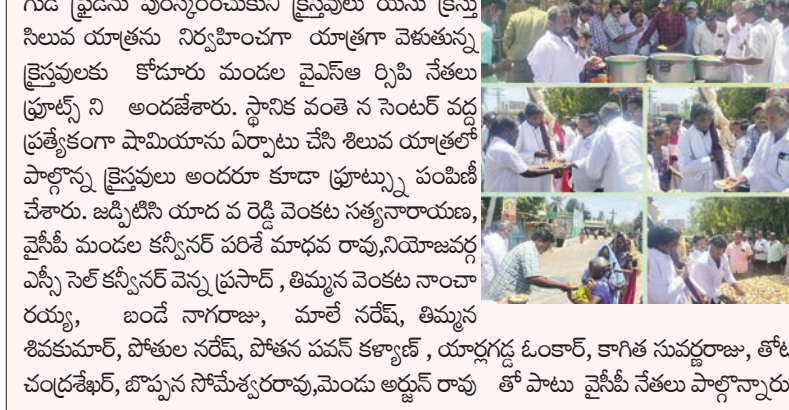 గుడ్ ఫ్రైడేను పురస్కరించుకుని క్రైస్తవులు యేసు క్రీస్తు
సిలువ యాత్రను నిర్వహించగా యాత్రగా వెళుతున్న
క్రైస్తవులకు కోడూరు మండల వైఎస్ఆ ర్సిపి నేతలు
ఫ్రూట్స్ ని అందజేశారు. స్థానిక వంతె న సెంటర్ వద్ద
ప్రత్యేకంగా షామియాను ఏర్పాటు చేసి శిలువ యాత్రలో
పాల్గొన్న క్రైస్తవులు అందరూ కూడా ఫ్రూట్స్ను పంపిణీ
చేశారు. జడ్పిటిసి యాద వ రెడ్డి వెంకట సత్యనారాయణ,
వైసీపీ మండల కన్వీనర్ పరిశే మాధవ రావు,నియోజవర్గ
ఎస్సీ సెల్ కన్వీనర్ వెన్న ప్రసాద్ , తిమ్మన వెంకట నాంచా
రయ్య, బండే నాగరాజు, మాలే నరేష్, తిమ్మన
శివకుమార్, పోతుల నరేష్, పోతన పవన్ కళ్యాణ్ , యార్లగడ్డ ఓంకార్, కాగిత సువర్ణరాజు, తోట
చంద్రశేఖర్, బొప్పన సోమేశ్వరరావు,మెండు అర్జున్ రావు తో పాటు వైసీపీ నేతలు పాల్గొన్నారు